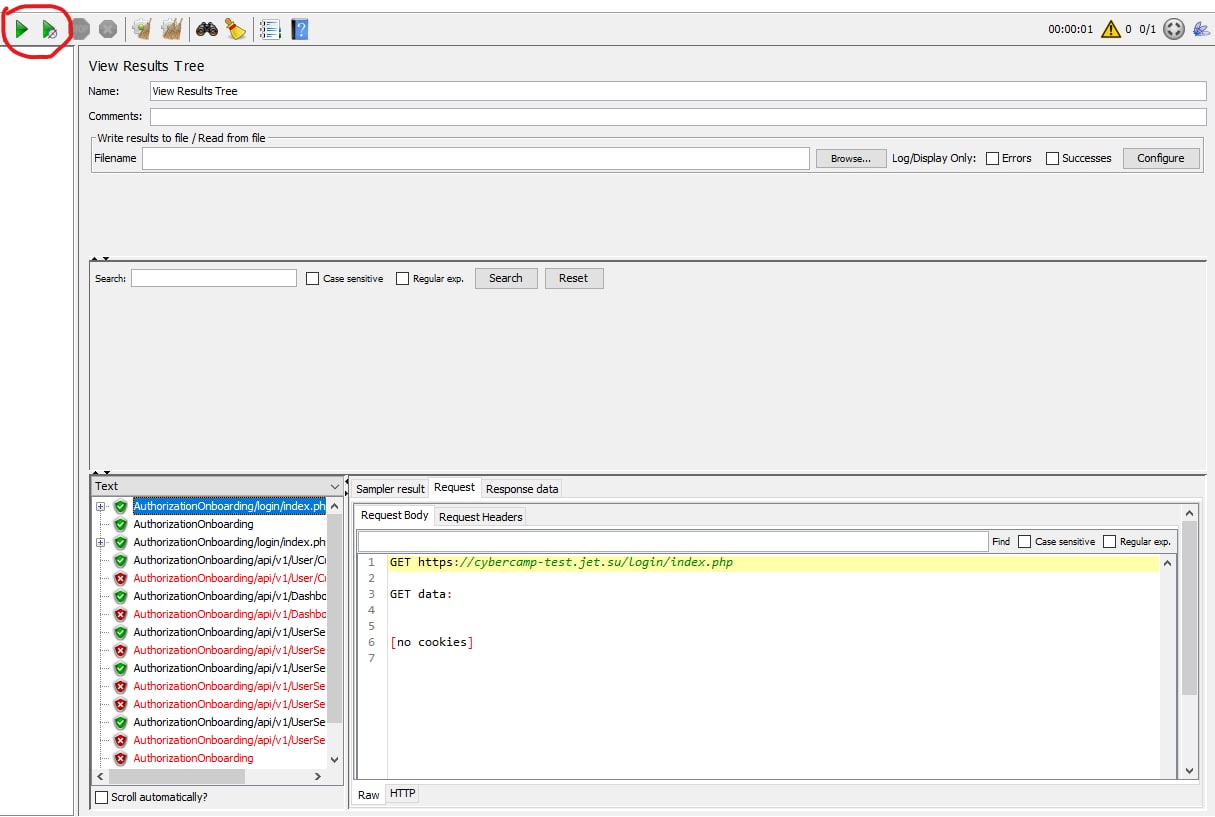 00:00:01 0 0/1
View Results Tree
Name: View Results Tree
Comments:
Write results to file / Read from file
Filename Browse... Log/Display Only: Errors Successes Configure
Search: Case sensitive Regular exp. Search Reset
Text
AuthorizationOnboarding/login/index.ph
AuthorizationOnboarding
AuthorizationOnboarding/login/index.ph
AuthorizationOnboarding/api/v1/User/Cu
AuthorizationOnboarding/api/v1/User/Cu
AuthorizationOnboarding/api/v1/Dashbo
AuthorizationOnboarding/api/v1/Dashbo
AuthorizationOnboarding/api/v1/UserSe
AuthorizationOnboarding/api/v1/UserSe
AuthorizationOnboarding/api/v1/UserSe
AuthorizationOnboarding/api/v1/UserSe
AuthorizationOnboarding/api/v1/UserSe
AuthorizationOnboarding/api/v1/UserSe
AuthorizationOnboarding/api/v1/UserSe
AuthorizationOnboarding
Scroll automatically?
Sampler result Request Response data
Request Body Request Headers
Find Case sensitive Regular exp.
1 GET https://cybercamp-test.jet.su/login/index.php
2
3 GET data:
4
5
6 [no cookies]
7
Raw HTTP